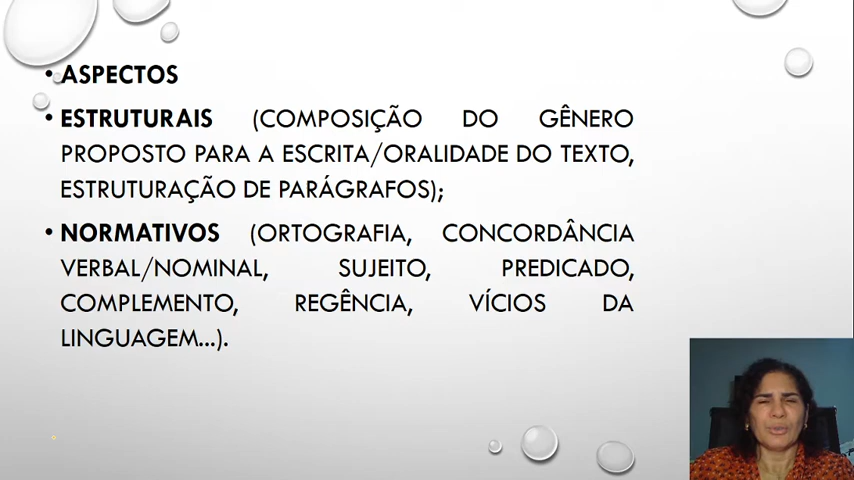 • ASPECTOS
• ESTRUTURAIS (COMPOSIÇÃO DO GÊNERO
PROPOSTO PARA A ESCRITA/ORALIDADE DO TEXTO,
ESTRUTURAÇÃO DE PARÁGRAFOS);
• NORMATIVOS (ORTOGRAFIA, CONCORDÂNCIA
VERBAL/NOMINAL, SUJEITO, PREDICADO,
COMPLEMENTO, REGÊNCIA, VÍCIOS DA
LINGUAGEM...).